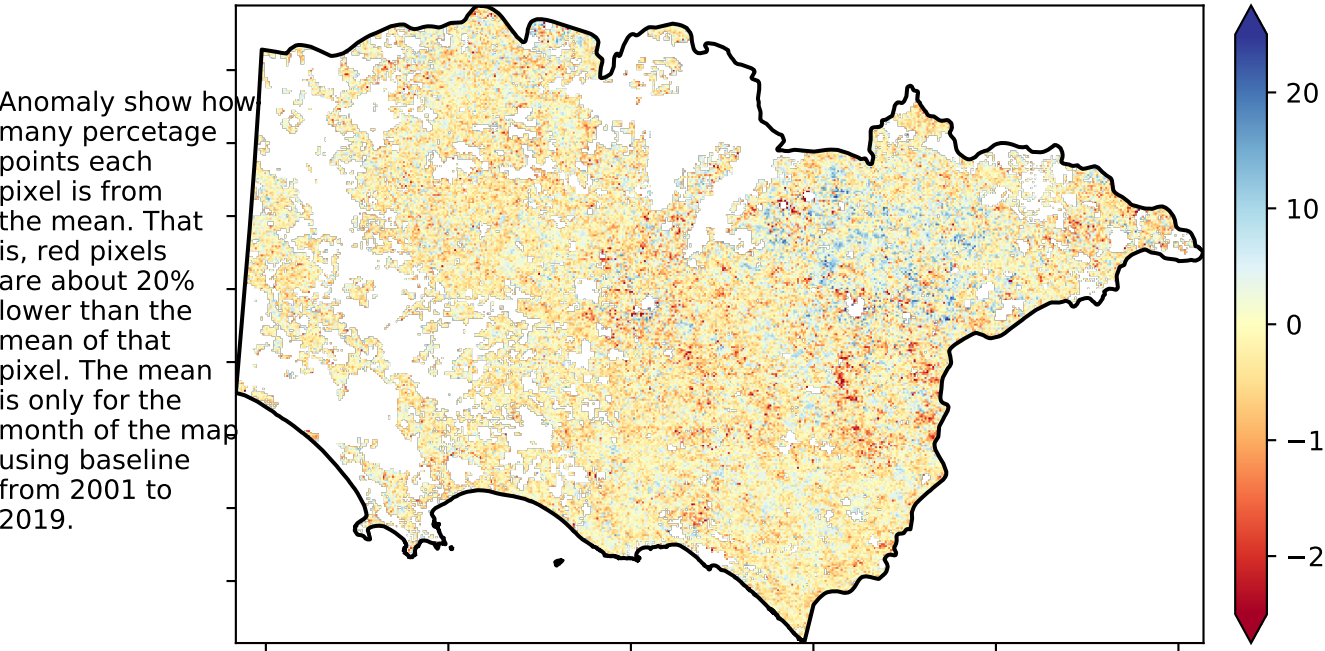 Anomaly show how
many percetage
points each
pixel is from
the mean. That
is, red pixels
are about 20%
lower than the
mean of that
pixel. The mean
is only for the
month of the map
using baseline
from 2001 to
2019.
20
10
0
−1
−2